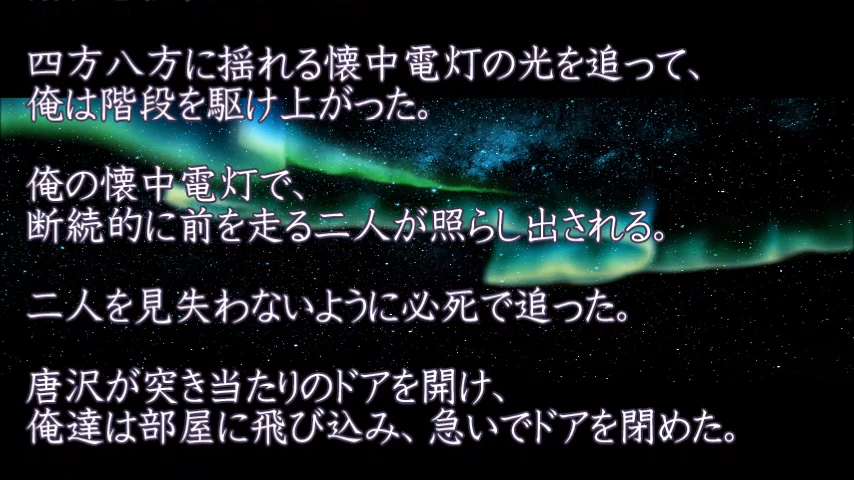 四方八方に揺れる懐中電灯の光を追って、
俺は階段を駆け上がった。
俺の懐中電灯で、
断続的に前を走る二人が照らし出される。
二人を見失わないように必死で追った。
唐沢が突き当たりのドアを開け、
俺達は部屋に飛び込み、急いでドアを閉めた。